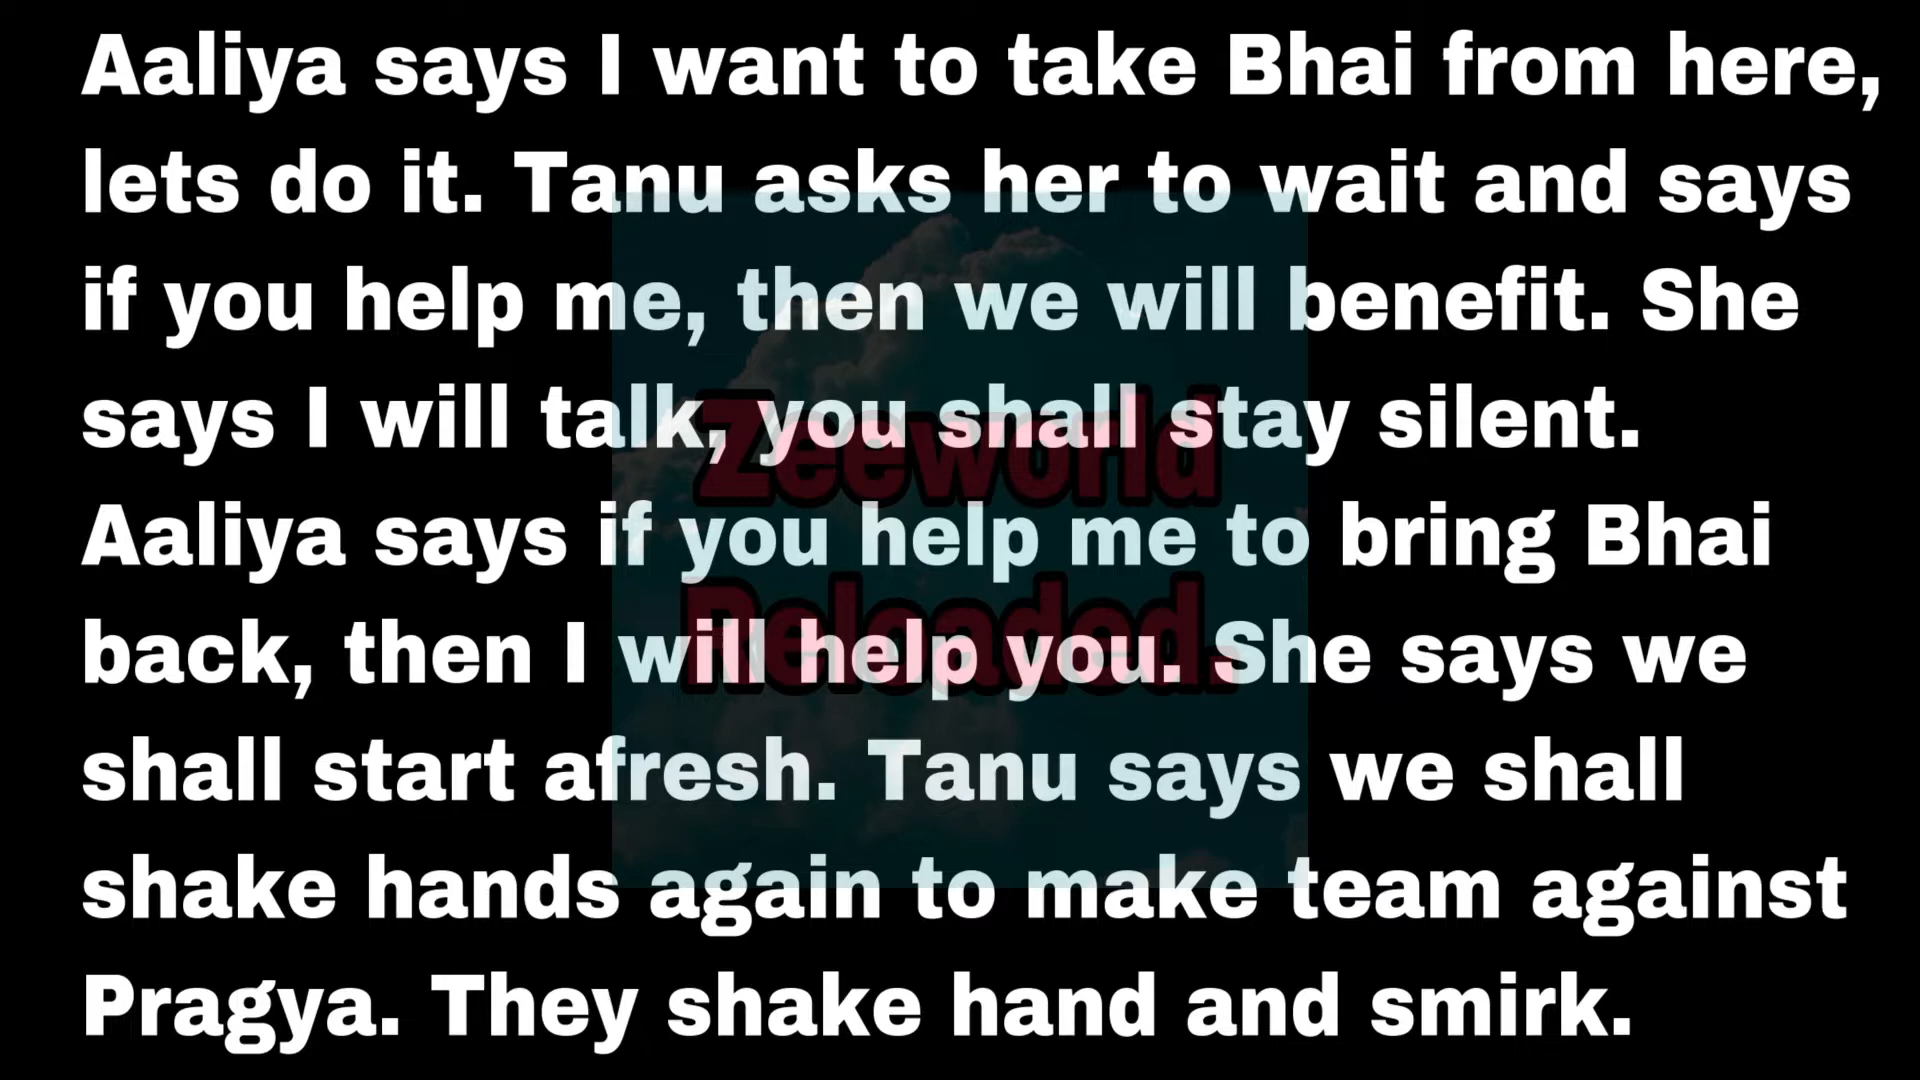 Aaliya says I want to take Bhai from here,
lets do it. Tanu asks her to wait and says
if you help me, then we will benefit. She
says I will talk, you shall stay silent.
Aaliya says if you help me to bring Bhai
back, then I will help you. She says we
shall start afresh. Tanu says we shall
shake hands again to make team against
Pragya. They shake hand and smirk.
Zeeworld
Reloaded.